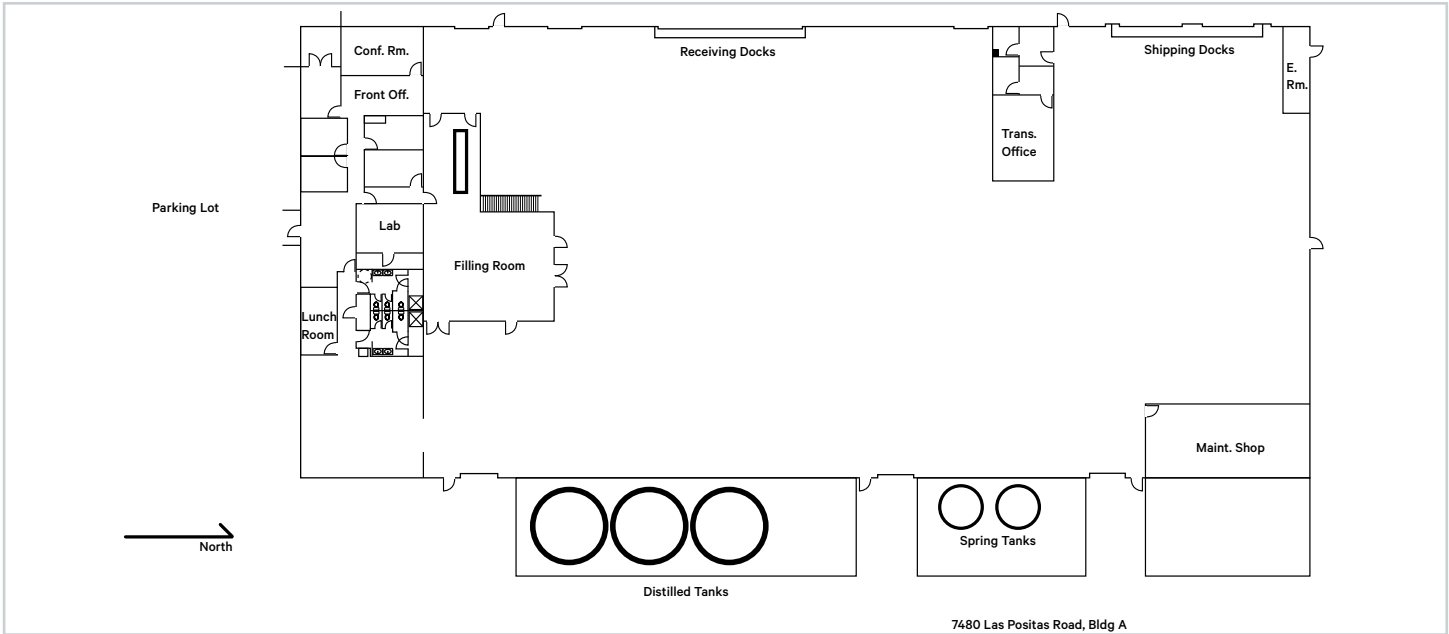 Conf. Rm.
Receiving Docks
Shipping Docks
E.
Rm.
Front Off.
Trans.
Office
Parking Lot
Lab
Filling Room
Lunch
Room
Maint. Shop
North
Spring Tanks
Distilled Tanks
7480 Las Positas Road, Bldg A